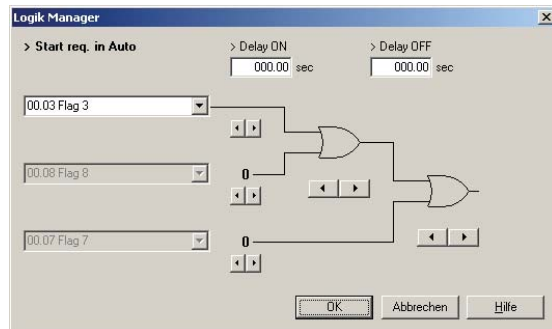 Logik Manager
> Start req. in Auto > Delay ON > Delay OFF
000.00 sec 000.00 sec
00.03 Flag 3
00.08 Flag 8 0
00.07 Flag 7 0
OK Abbrechen Hilfe